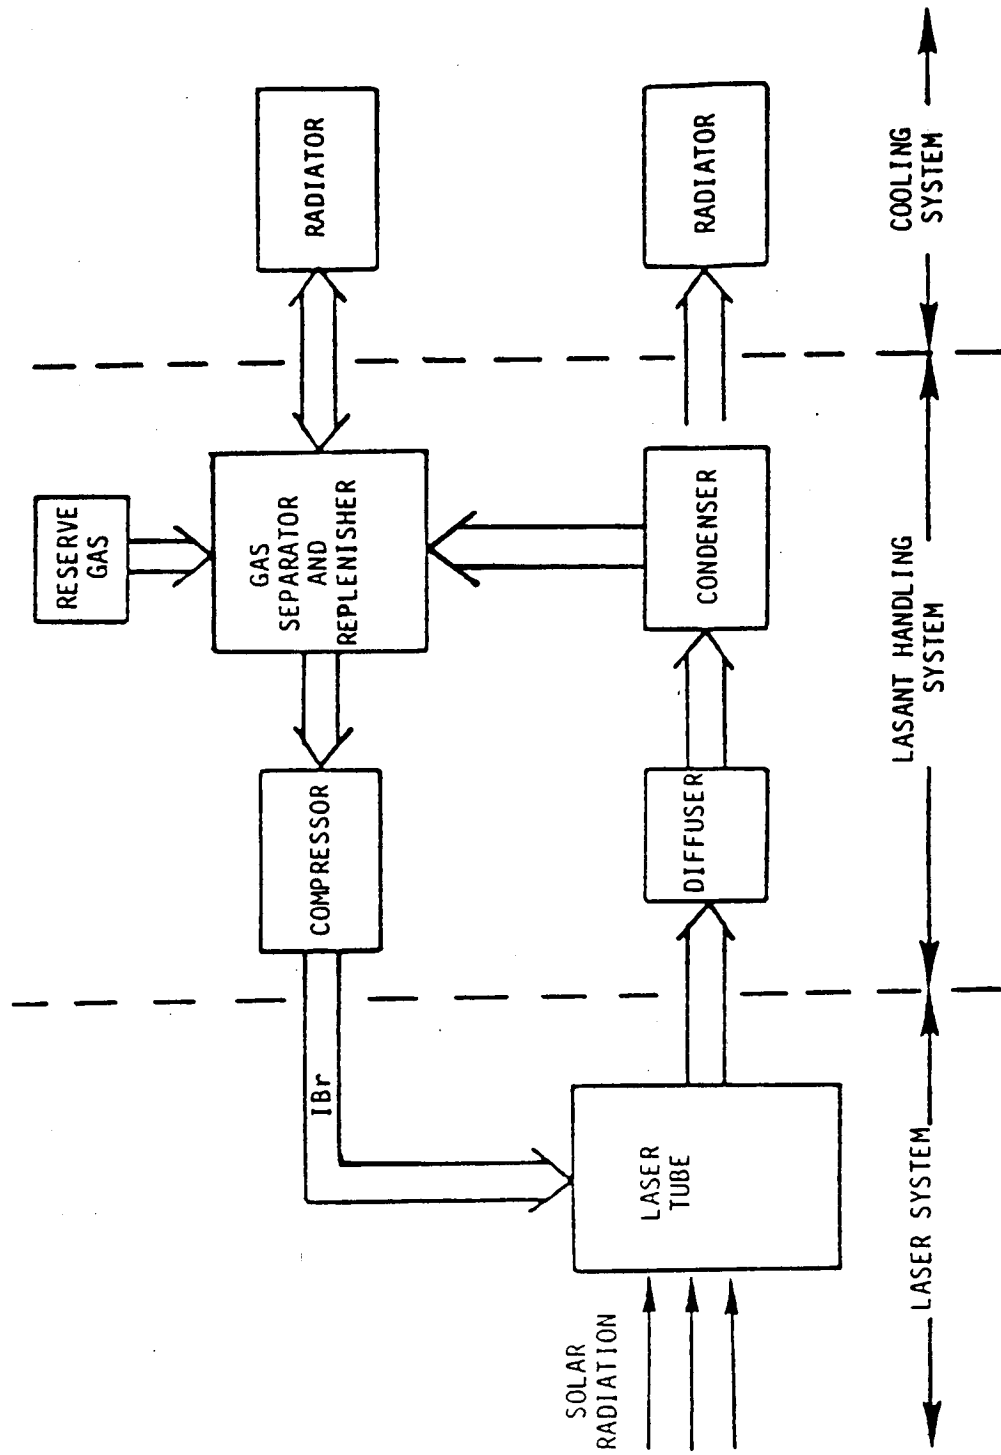 RESERVE
GAS
RADIATOR
GAS
SEPARATOR
AND
REPLENISHER
COMPRESSOR
IBr
SOLAR
RADIATION
LASER
TUBE
DIFFUSER
CONDENSER
RADIATOR
LASER SYSTEM
LASANT HANDLING
SYSTEM
COOLING
SYSTEM